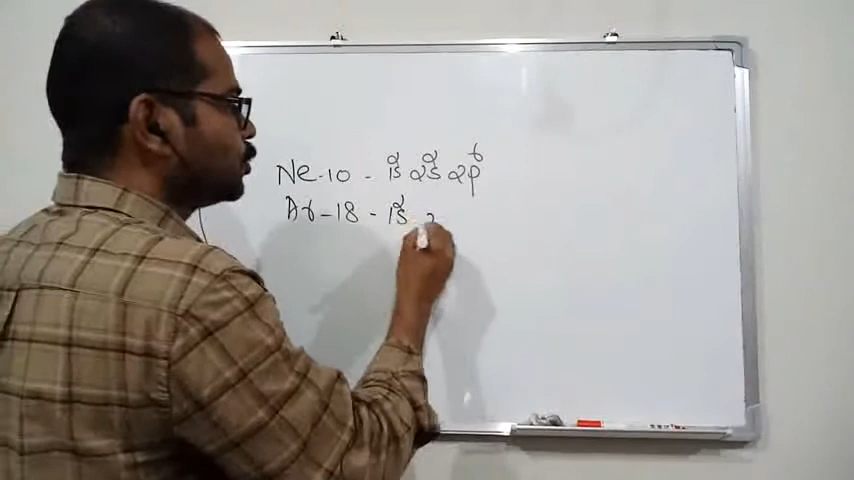 Ne-10 - 1s² 2s² 2p⁶
Ar-18 - 1s² 2